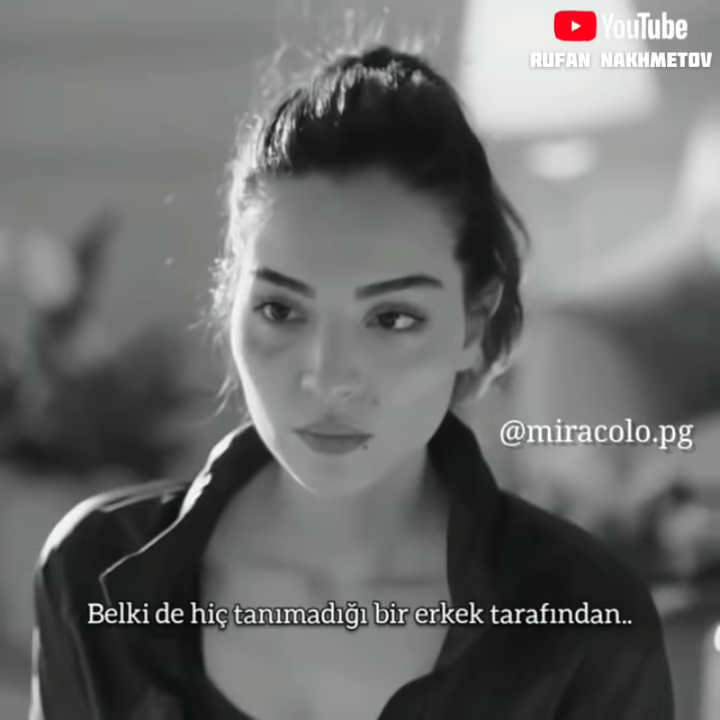 YouTube
RUFAN NAKHMETOV
@miracolo.pg
Belki de hiç tanımadığı bir erkek tarafından..